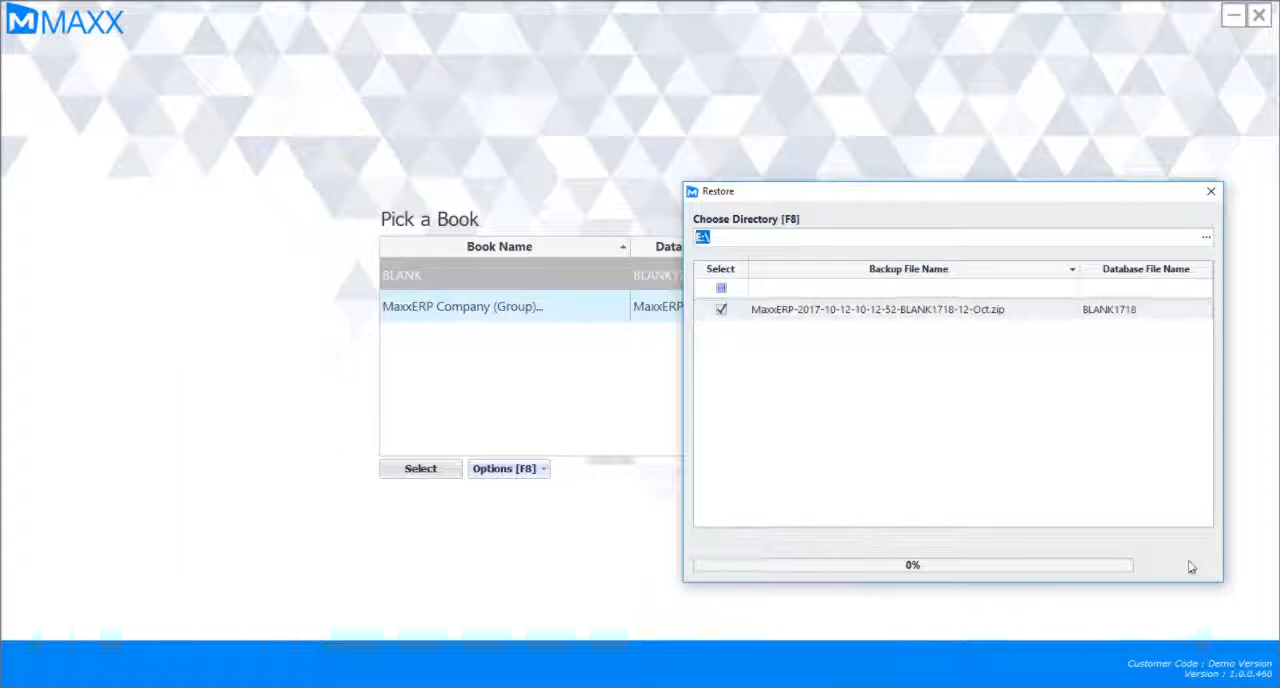 MAXX
Pick a Book
Book Name
Data
BLANK
BLANK17
MaxxERP Company (Group)...
MaxxERP
Select
Options [F8]
Restore
Choose Directory [F8]
E:\
...
Select
Backup File Name
Database File Name
MaxxERP-2017-10-12-10-12-52-BLANK1718-12-Oct.zip
BLANK1718
0%
Customer Code : Demo Version
Version : 1.0.0.460